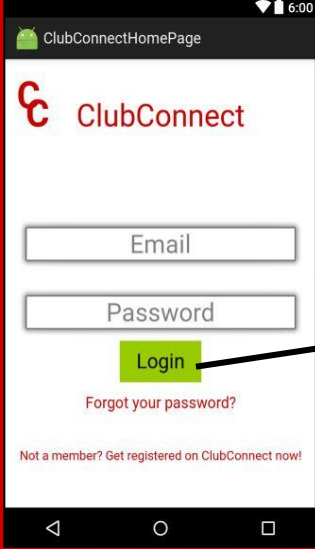 6:00
ClubConnectHomePage
CC ClubConnect
Email
Password
Login
Forgot your password?
Not a member? Get registered on ClubConnect now!